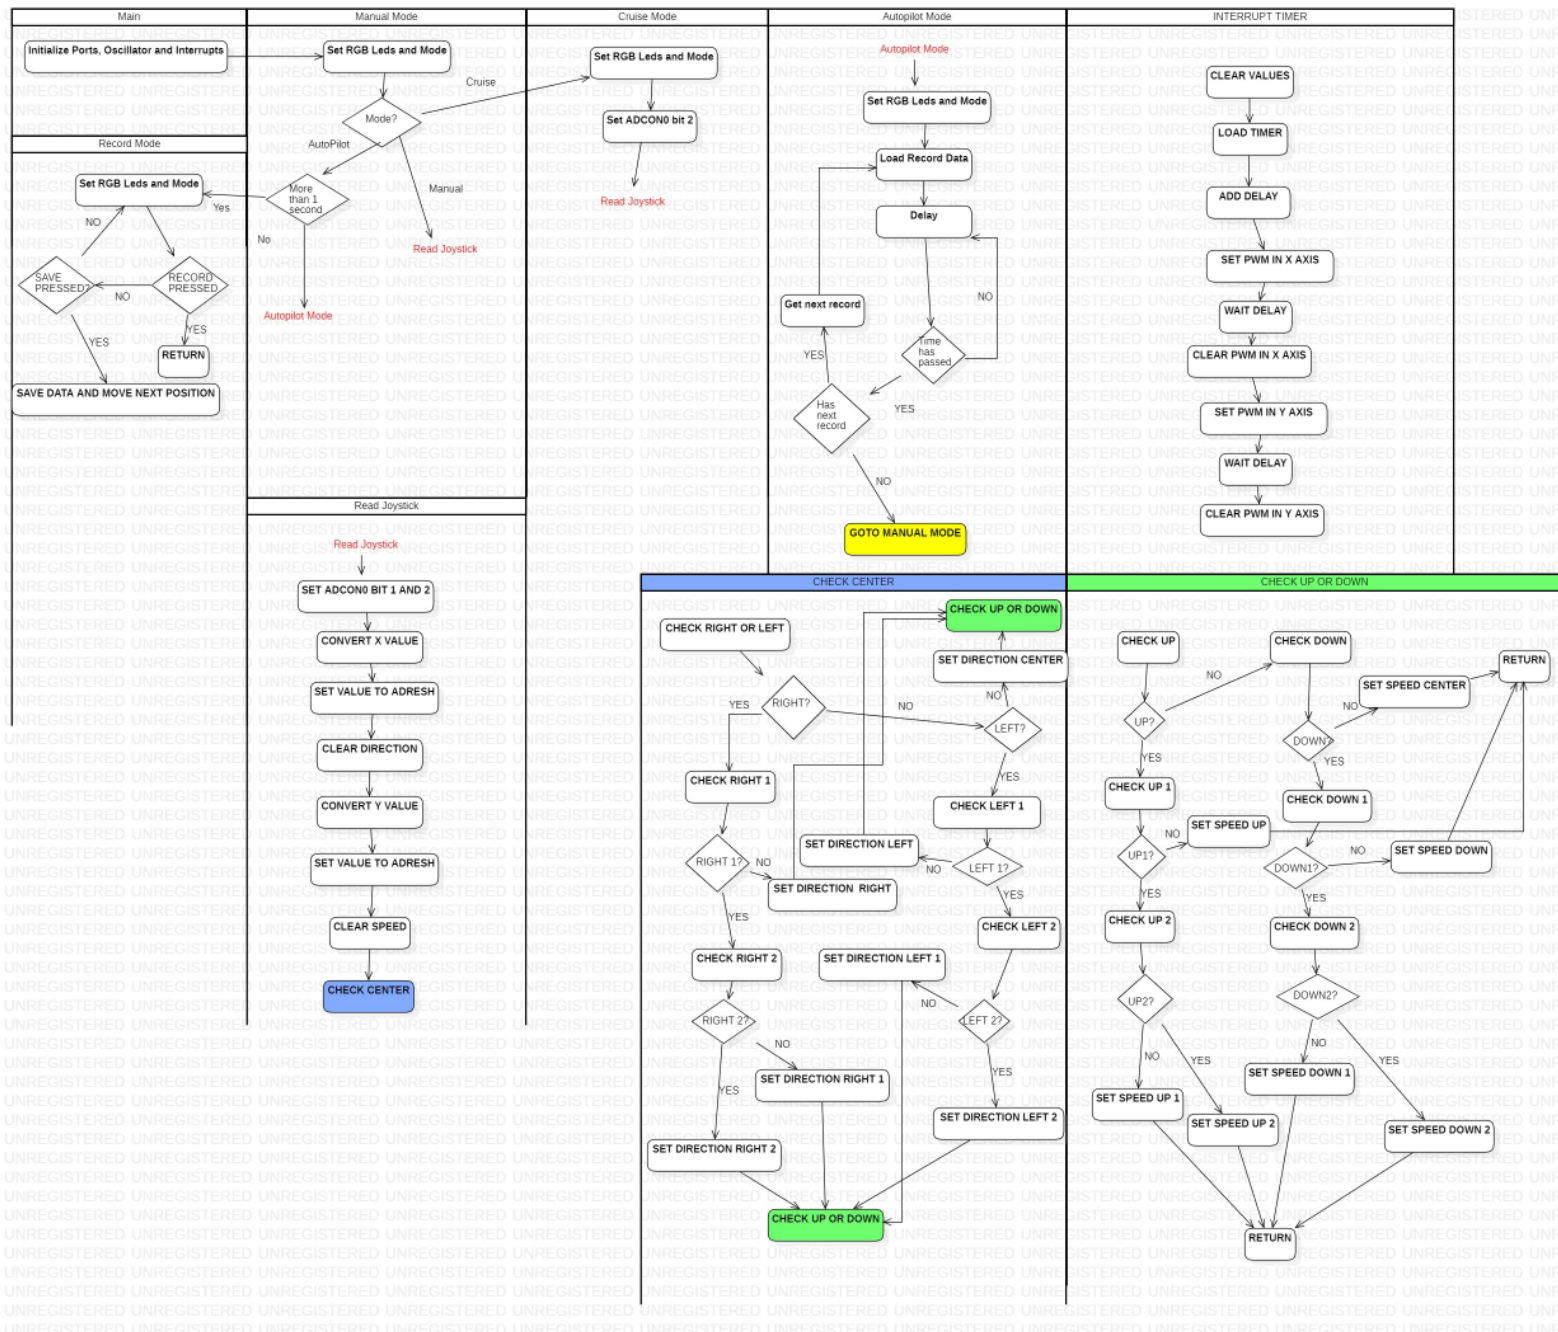 Main
Manual Mode
Cruise Mode
Autopilot Mode
INTERRUPT TIMER
Initialize Ports, Oscillator and Interrupts
Set RGB Leds and Mode
Mode?
Cruise
AutoPilot
Manual
More
than 1
second
Yes
No
Read Joystick
Autopilot Mode
Record Mode
Set RGB Leds and Mode
NO
SAVE
PRESSED?
NO
RECORD
PRESSED
YES
YES
RETURN
SAVE DATA AND MOVE NEXT POSITION
Set RGB Leds and Mode
Set ADCON0 bit 2
Read Joystick
Autopilot Mode
Set RGB Leds and Mode
Load Record Data
Delay
NO
Get next record
YES
Time
has
passed
YES
Has
next
record
NO
GOTO MANUAL MODE
CLEAR VALUES
LOAD TIMER
ADD DELAY
SET PWM IN X AXIS
WAIT DELAY
CLEAR PWM IN X AXIS
SET PWM IN Y AXIS
WAIT DELAY
CLEAR PWM IN Y AXIS
Read Joystick
Read Joystick
SET ADCON0 BIT 1 AND 2
CONVERT X VALUE
SET VALUE TO ADRESH
CLEAR DIRECTION
CONVERT Y VALUE
SET VALUE TO ADRESH
CLEAR SPEED
CHECK CENTER
CHECK CENTER
CHECK RIGHT OR LEFT
CHECK UP OR DOWN
SET DIRECTION CENTER
RIGHT?
YES
NO
NO
LEFT?
YES
CHECK RIGHT 1
CHECK LEFT 1
RIGHT 1?
NO
SET DIRECTION LEFT
NO
LEFT 1?
SET DIRECTION RIGHT
YES
YES
CHECK LEFT 2
CHECK RIGHT 2
SET DIRECTION LEFT 1
NO
RIGHT 2?
LEFT 2?
NO
YES
YES
SET DIRECTION RIGHT 1
SET DIRECTION LEFT 2
SET DIRECTION RIGHT 2
CHECK UP OR DOWN
CHECK UP OR DOWN
CHECK UP
CHECK DOWN
RETURN
NO
SET SPEED CENTER
NO
UP?
DOWN?
YES
YES
CHECK UP 1
CHECK DOWN 1
NO
SET SPEED UP
UP1?
NO
SET SPEED DOWN
DOWN1?
YES
YES
CHECK UP 2
CHECK DOWN 2
UP2?
DOWN2?
NO
YES
NO
YES
SET SPEED DOWN 1
SET SPEED UP 1
SET SPEED UP 2
SET SPEED DOWN 2
RETURN
UNREGISTERED